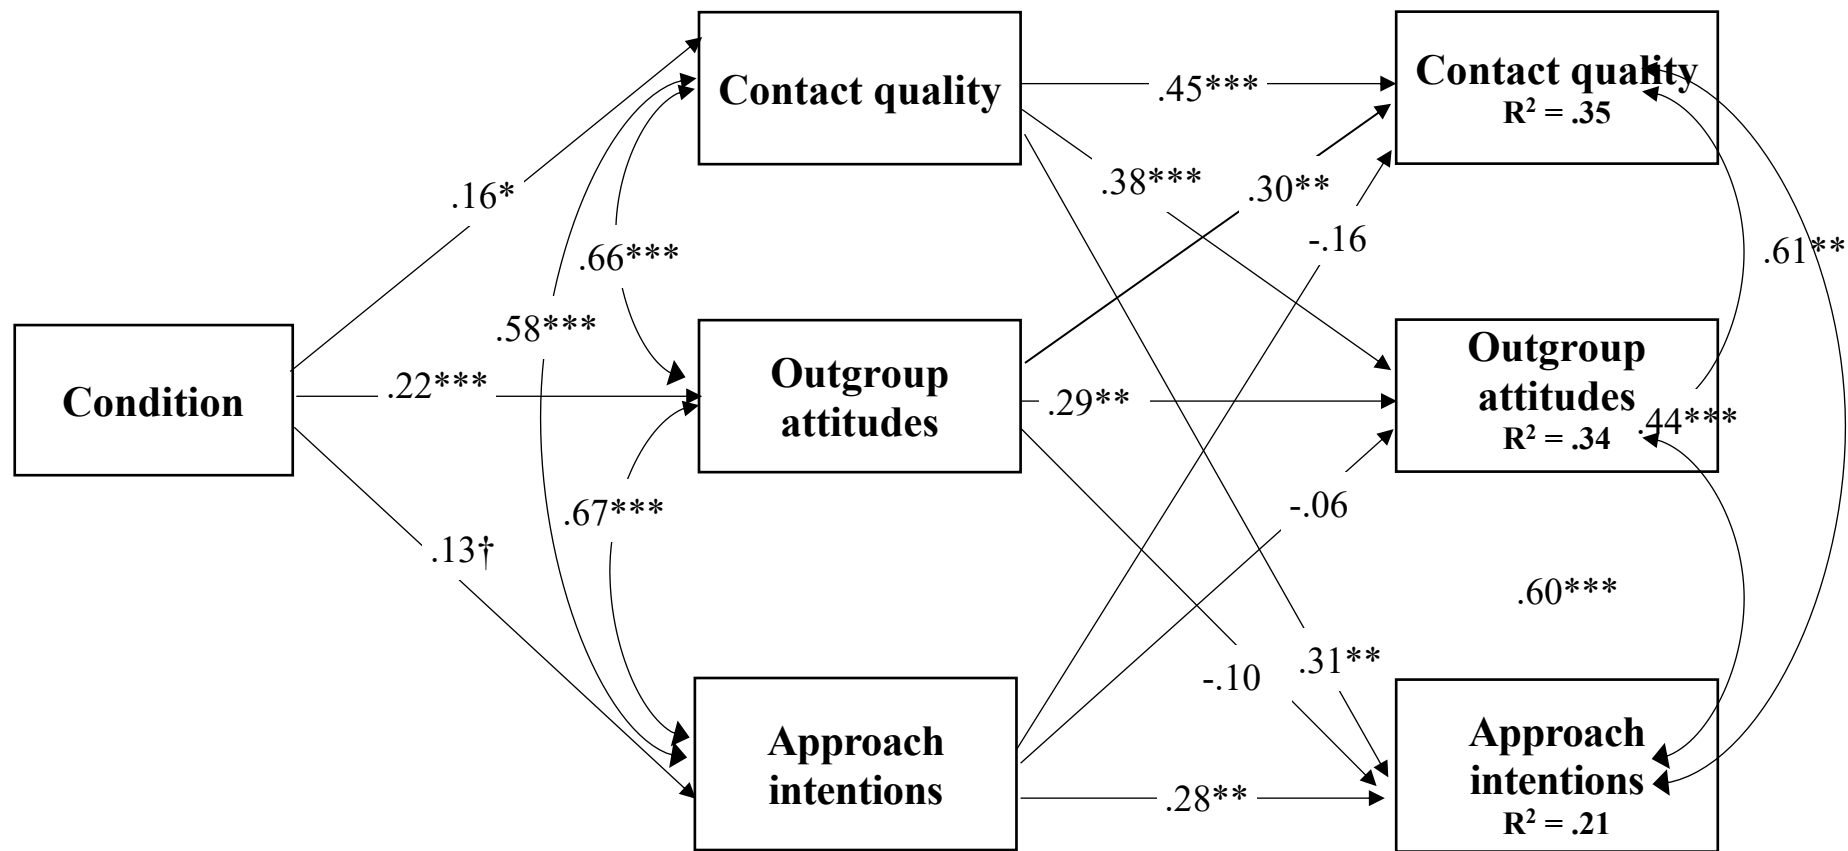 Contact quality
Contact quality
R² = .35
.45***
.38***
.30**
.16*
-.16
.66***
.61**
.58***
Condition
.22***
Outgroup
attitudes
.29**
Outgroup
attitudes
R² = .34
.44***
.67***
-.06
.13†
.60***
-.10
.31**
Approach
intentions
.28**
Approach
intentions
R² = .21